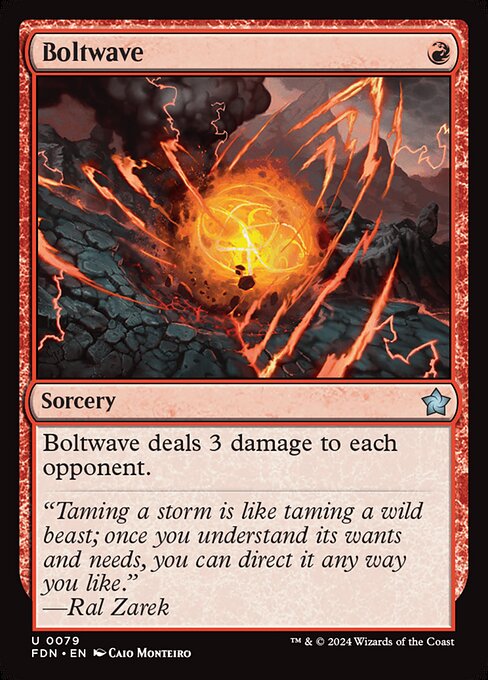 Boltwave
Sorcery
Boltwave deals 3 damage to each
opponent.
“Taming a storm is like taming a wild
beast; once you understand its wants
and needs, you can direct it any way
you like.”
—Ral Zarek
U 0079
FDN • EN Caio Monteiro
™ & © 2024 Wizards of the Coast